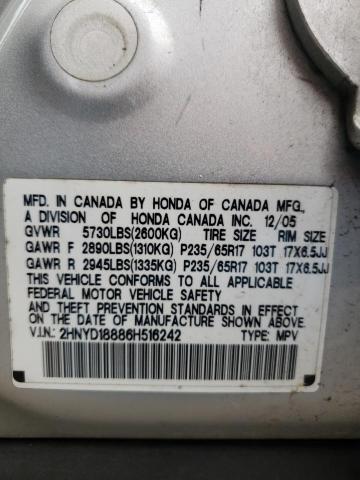 MFD. IN CANADA BY HONDA OF CANADA MFG.,
A DIVISION OF HONDA CANADA INC. 12/05
GVWR 5730LBS(2600KG) TIRE SIZE RIM SIZE
GAWR F 2890LBS(1310KG) P235/65R17 103T 17X6.5JJ
GAWR R 2945LBS(1335KG) P235/65R17 103T 17X6.5JJ
THIS VEHICLE CONFORMS TO ALL APPLICABLE
FEDERAL MOTOR VEHICLE SAFETY AND
THEFT PREVENTION STANDARDS IN EFFECT
ON THE DATE OF MANUFACTURE SHOWN ABOVE.
V.I.N.: 2HNYD18886H516242 TYPE: MPV